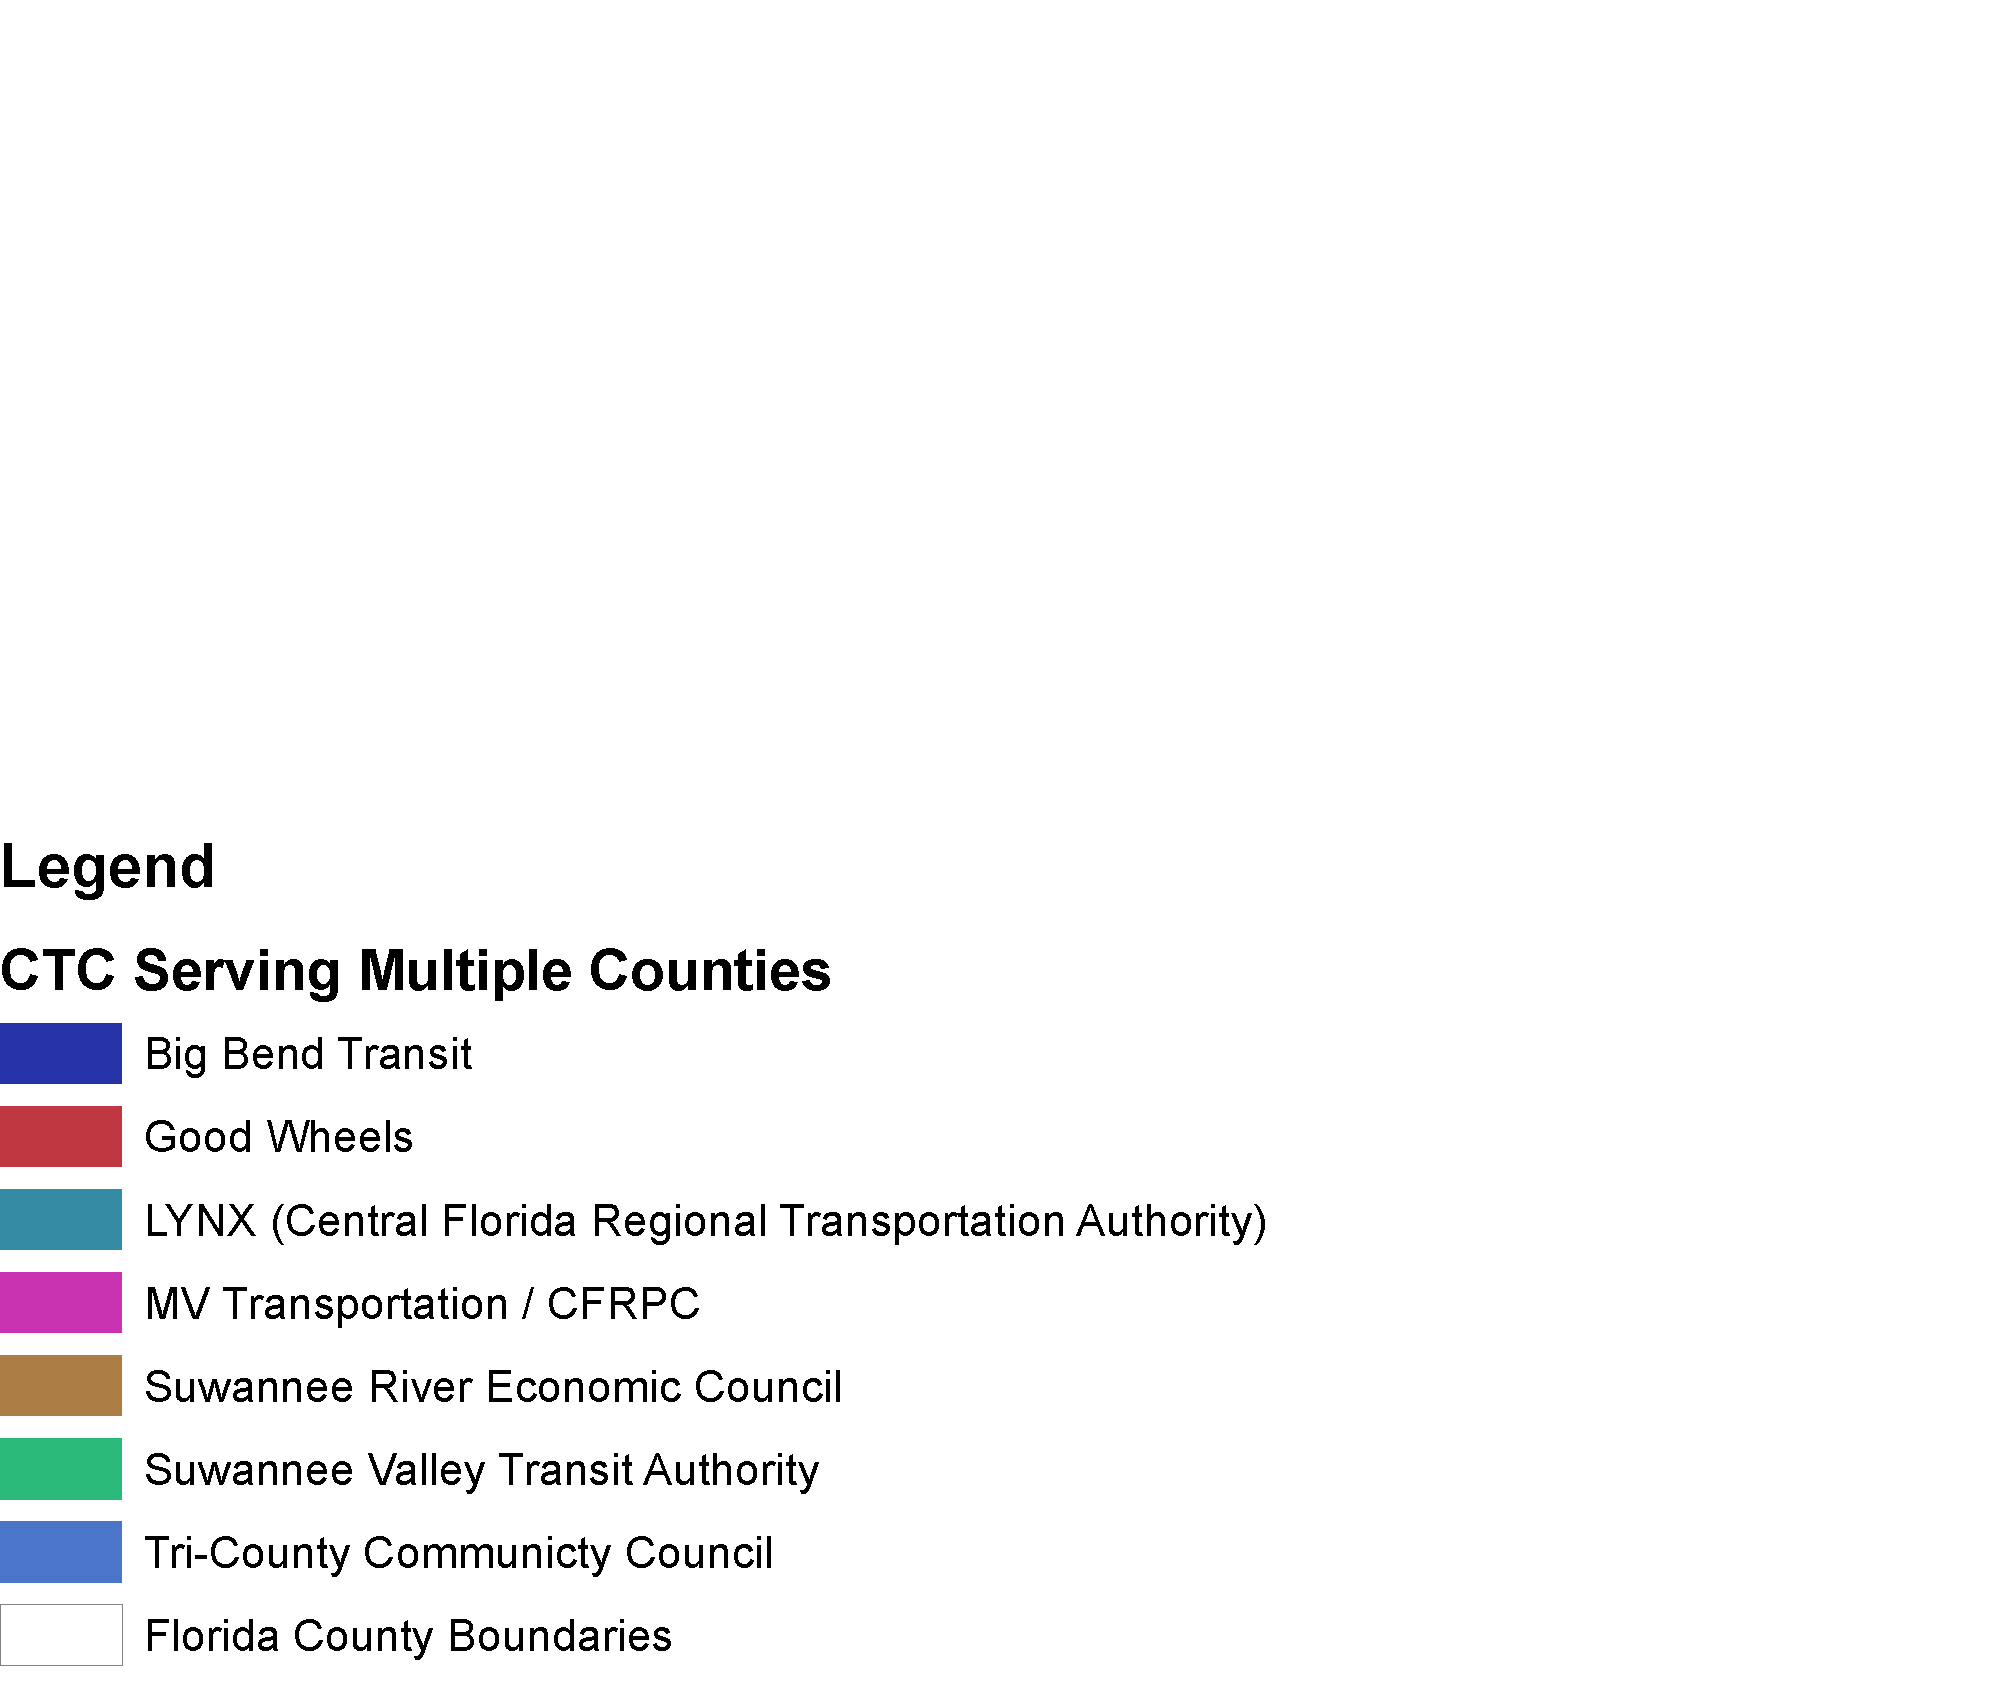 Legend
CTC Serving Multiple Counties
Big Bend Transit
Good Wheels
LYNX (Central Florida Regional Transportation Authority)
MV Transportation / CFRPC
Suwannee River Economic Council
Suwannee Valley Transit Authority
Tri-County Communicty Council
Florida County Boundaries